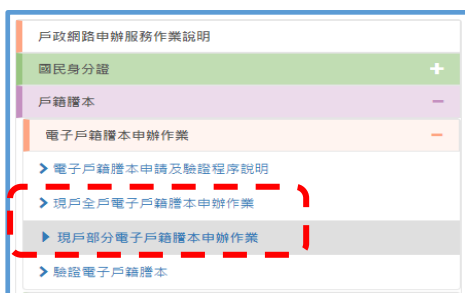 戶政網路申辦服務作業說明
國民身分證
戶籍謄本
電子戶籍謄本申辦作業
電子戶籍謄本申請及驗證程序說明
現戶全戶電子戶籍謄本申辦作業
現戶部分電子戶籍謄本申辦作業
驗證電子戶籍謄本